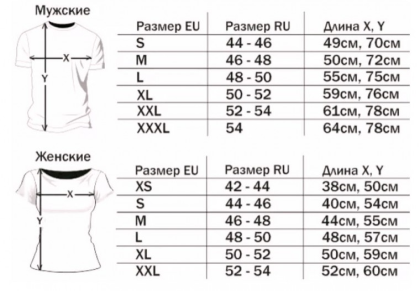 Мужские
X
Y
Размер EU Размер RU Длина X, Y
S 44 - 46 49см, 70см
M 46 - 48 50см, 72см
L 48 - 50 55см, 75см
XL 50 - 52 59см, 76см
XXL 52 - 54 61см, 78см
XXXL 54 64см, 78см
Женские
X
Y
Размер EU Размер RU Длина X, Y
XS 42 - 44 38см, 50см
S 44 - 46 40см, 54см
M 46 - 48 44см, 55см
L 48 - 50 48см, 57см
XL 50 - 52 50см, 59см
XXL 52 - 54 52см, 60см